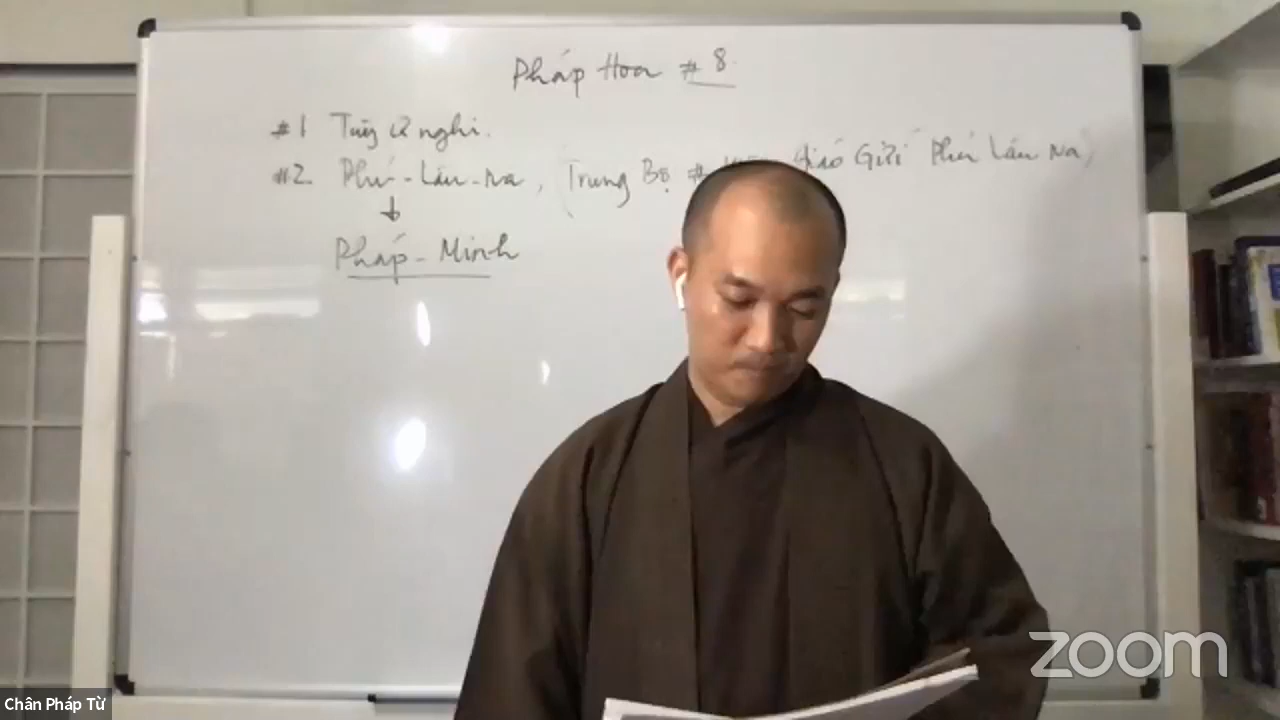 Pháp Hoa # 8
#1 Tùy cơ nghi.
#2. Phú-Lâu-Na, (Trung Bộ # Giáo Giới Phú Lâu Na)
Pháp-Minh
Chân Pháp Từ
zoom